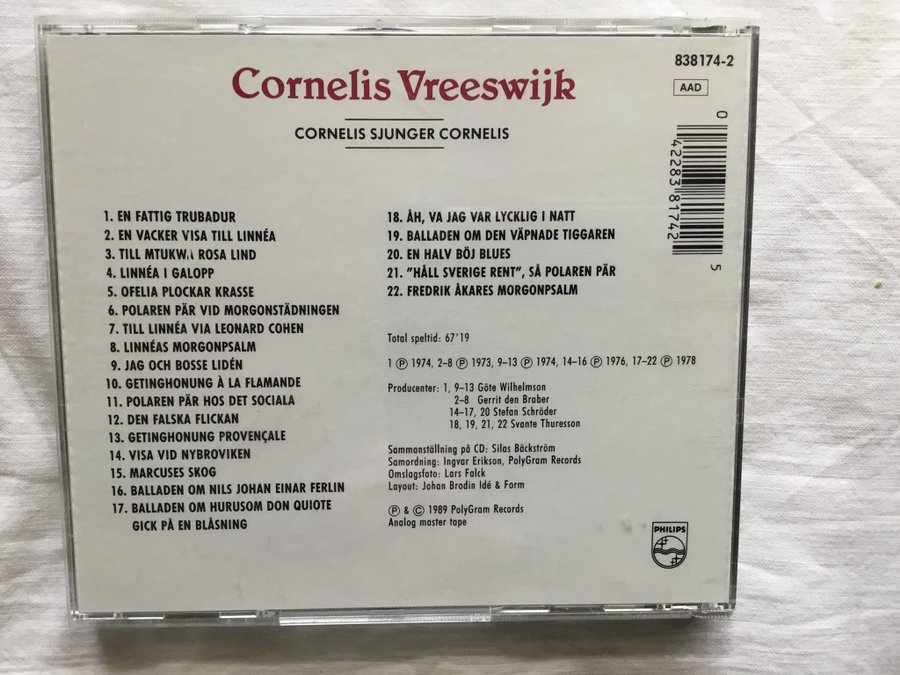 Cornelis Vreeswijk
CORNELIS SJUNGER CORNELIS
838174-2
AAD
0 42283 81742 5
1. EN FATTIG TRUBADUR
2. EN VACKER VISA TILL LINNÉA
3. TILL MTUKWA ROSA LIND
4. LINNÉA I GALOPP
5. OFELIA PLOCKAR KRASSE
6. POLAREN PÄR VID MORGONSTÄDNINGEN
7. TILL LINNÉA VIA LEONARD COHEN
8. LINNÉAS MORGONPSALM
9. JAG OCH BOSSE LIDÉN
10. GETINGHONUNG À LA FLAMANDE
11. POLAREN PÄR HOS DET SOCIALA
12. DEN FALSKA FLICKAN
13. GETINGHONUNG PROVENÇALE
14. VISA VID NYBROVIKEN
15. MARCUSES SKOG
16. BALLADEN OM NILS JOHAN EINAR FERLIN
17. BALLADEN OM HURUSOM DON QUIOTE
GICK PÅ EN BLÅSNING
18. ÅH, VA JAG VAR LYCKLIG I NATT
19. BALLADEN OM DEN VÄPNADE TIGGAREN
20. EN HALV BÖJ BLUES
21. "HÅLL SVERIGE RENT", SÅ POLAREN PÄR
22. FREDRIK ÅKARES MORGONPSALM
Total speltid: 67'19
1 Ⓟ 1974, 2–8 Ⓟ 1973, 9–13 Ⓟ 1974, 14–16 Ⓟ 1976, 17–22 Ⓟ 1978
Producenter: 1, 9–13 Göte Wilhelmson
2–8 Gerrit den Braber
14–17, 20 Stefan Schröder
18, 19, 21, 22 Svante Thuresson
Sammanställning på CD: Silas Bäckström
Samordning: Ingvar Erikson, PolyGram Records
Omslagsfoto: Lars Falck
Layout: Johan Brodin Idé & Form
Ⓟ & © 1989 PolyGram Records
Analog master tape
PHILIPS